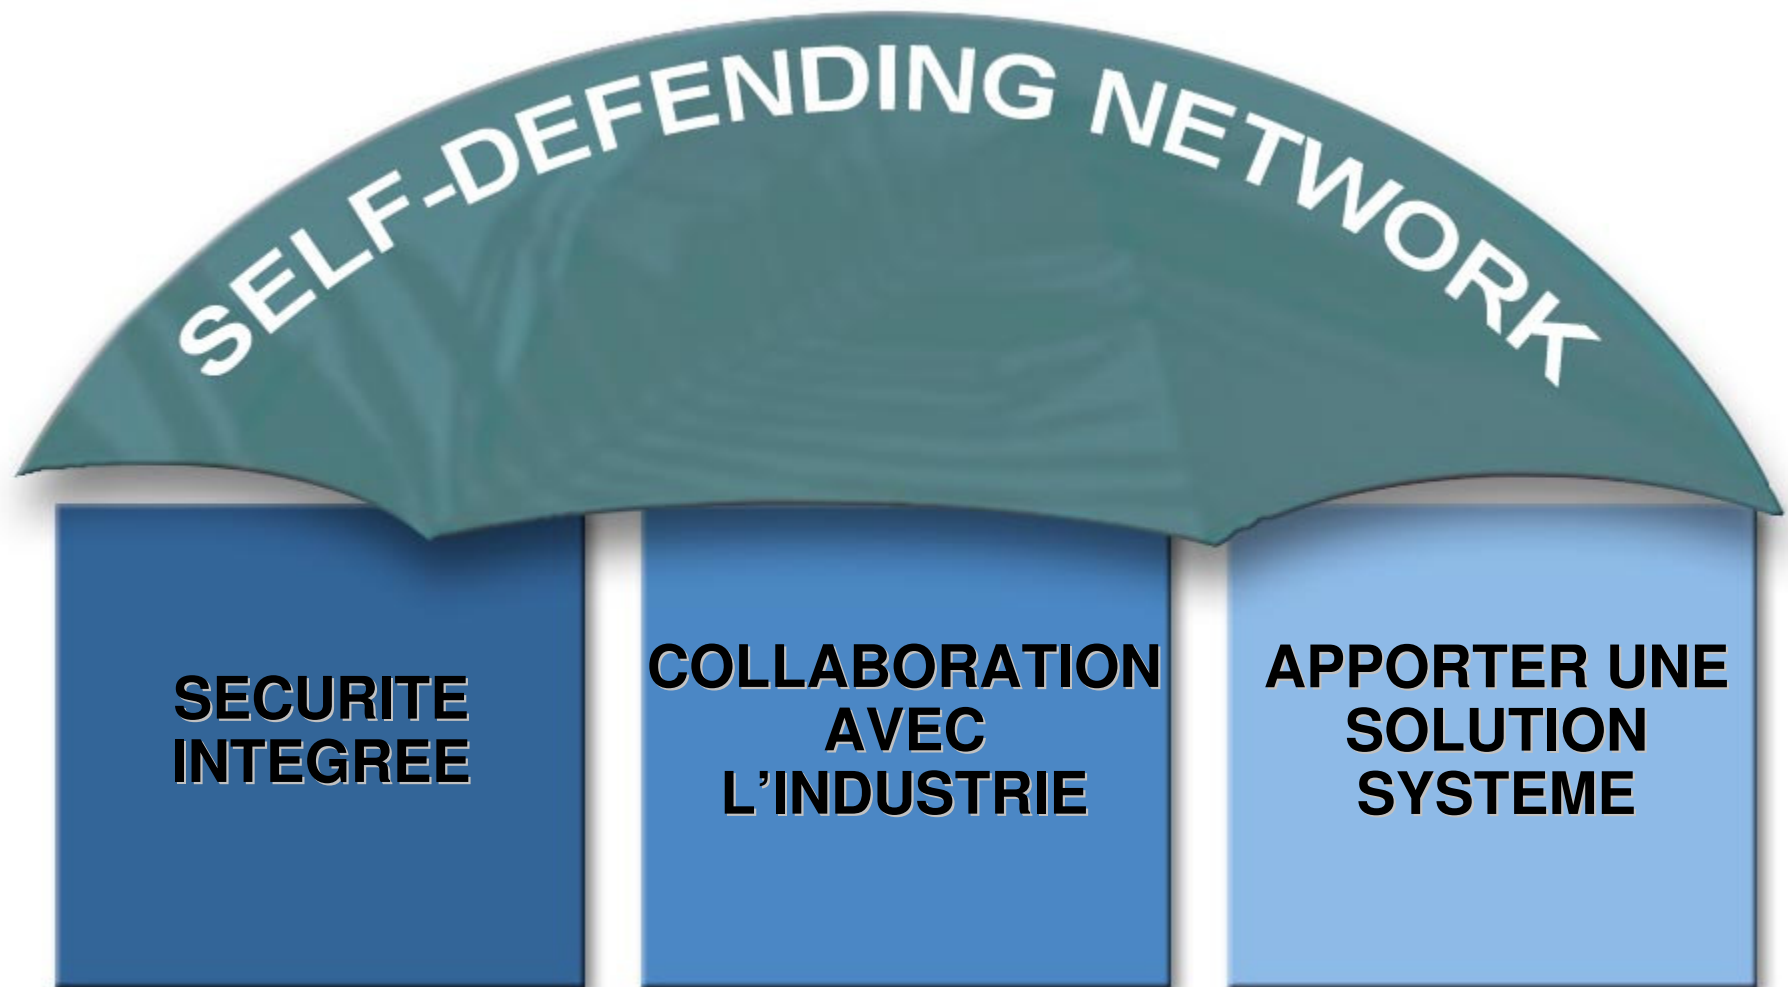 SELF-DEFENDING NETWORK
SECURITE
INTEGREE
COLLABORATION
AVEC
L’INDUSTRIE
APPORTER UNE
SOLUTION
SYSTEME